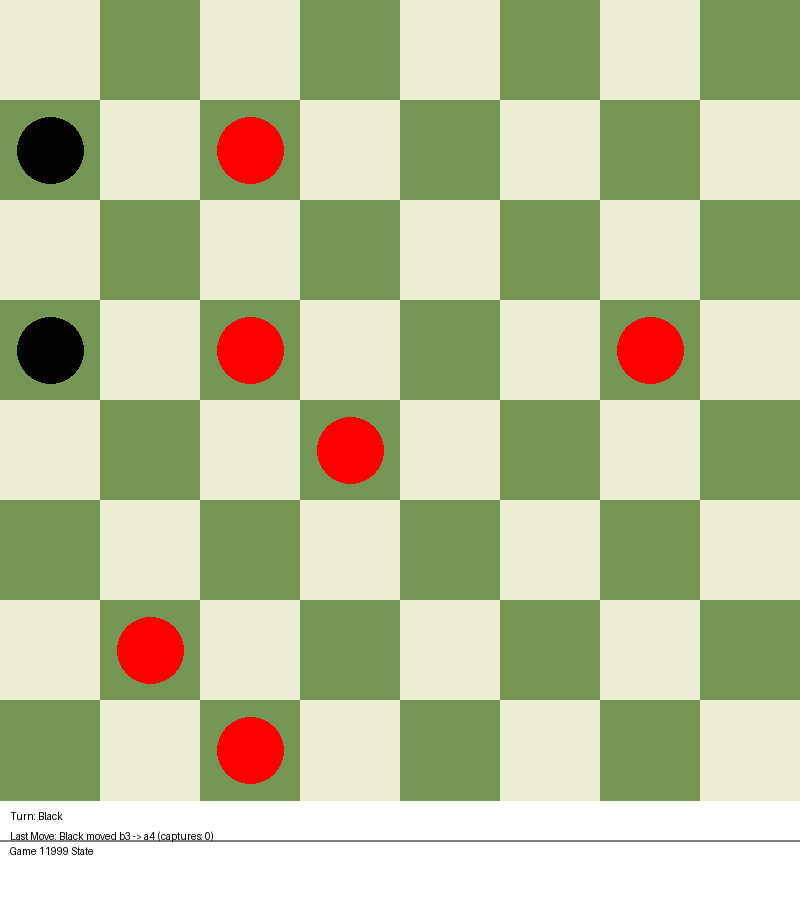 Turn: Black
Last Move: Black moved b3 -> a4 (captures: 0)
Game 11999 State